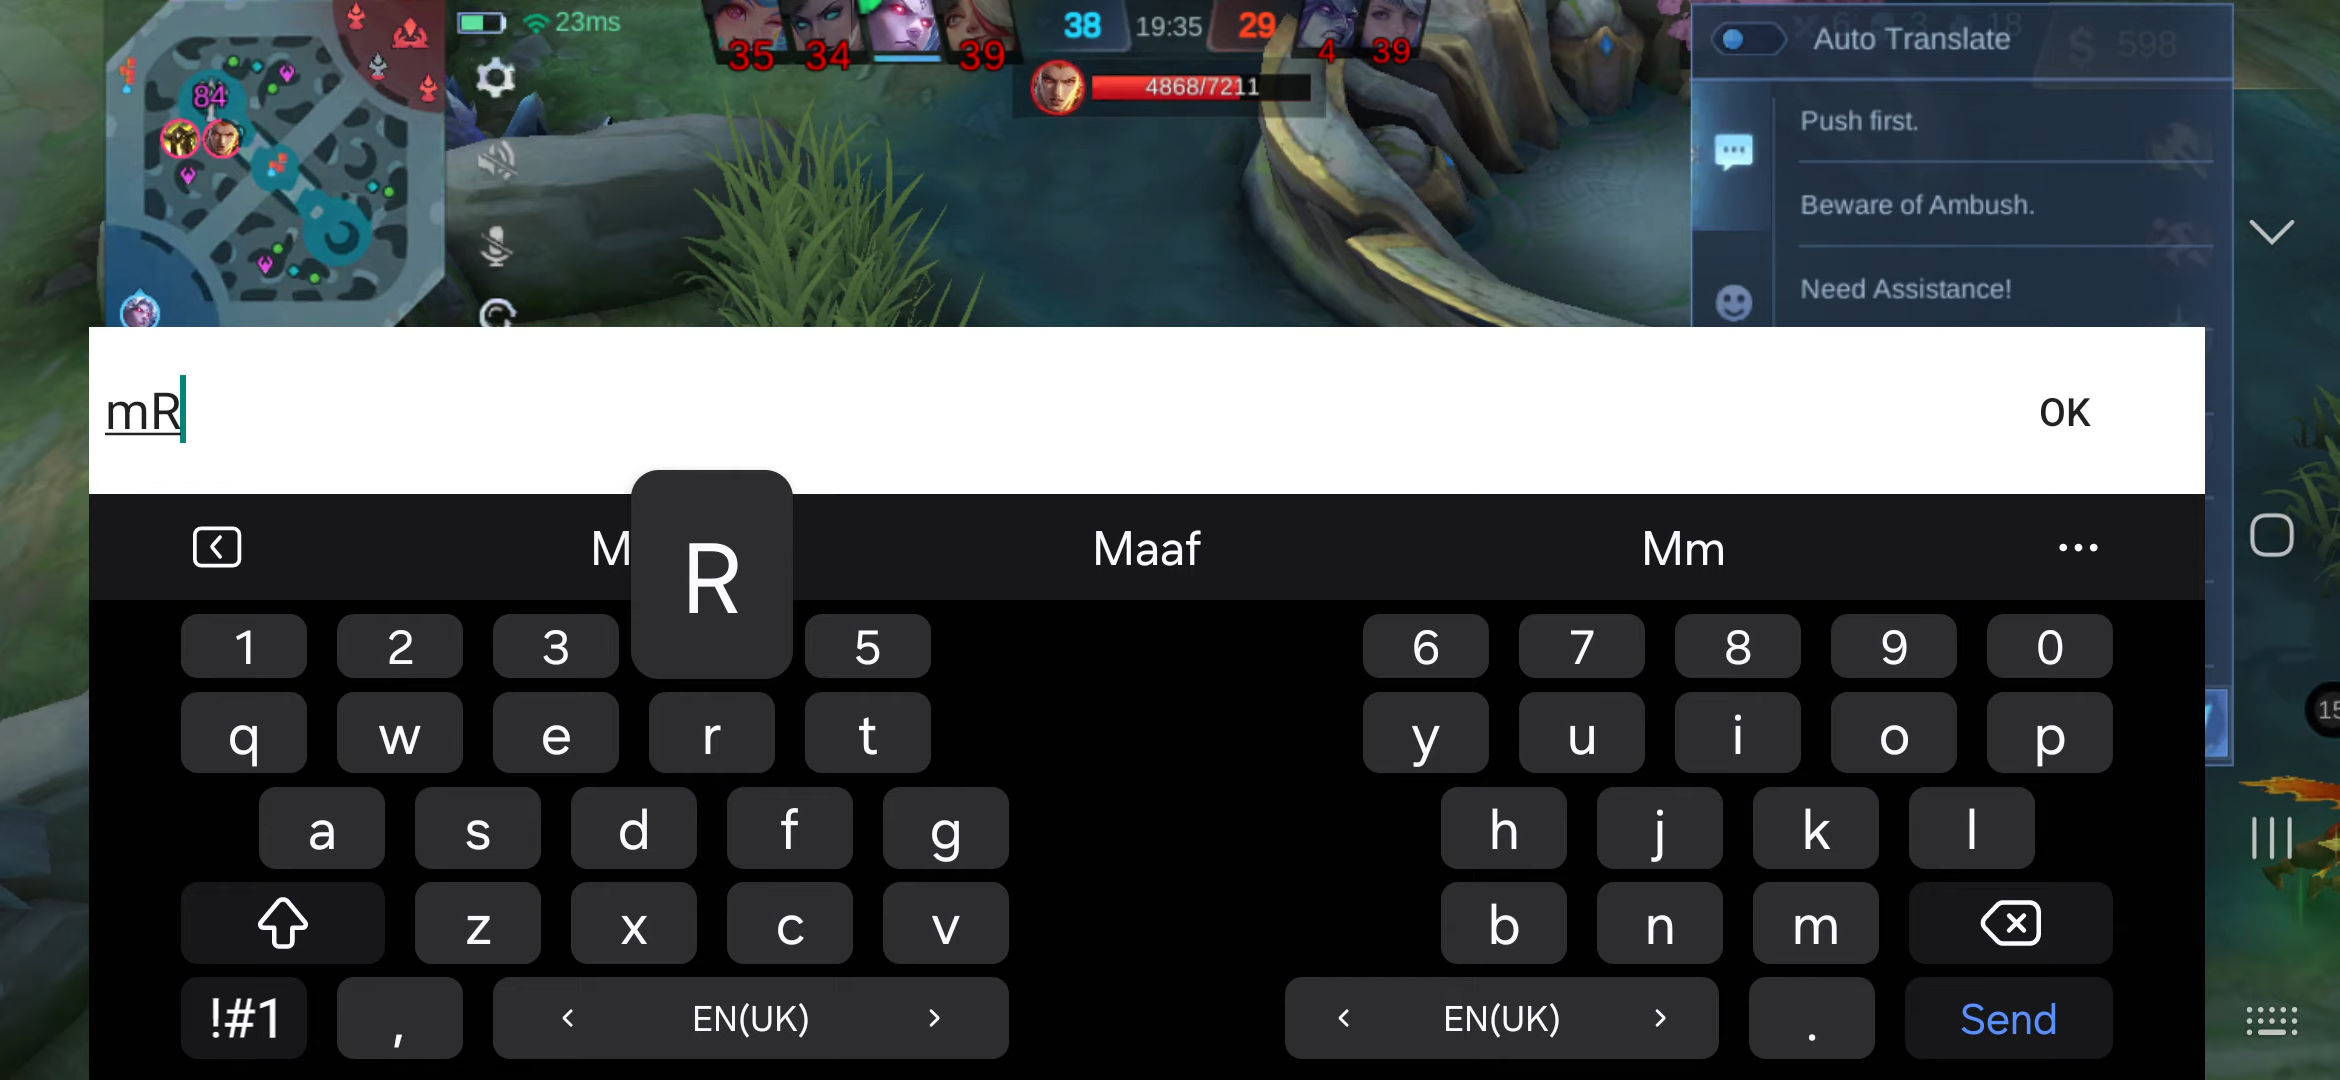 23ms
35
34
39
38
19:35
29
4
39
4868/7211
84
Auto Translate
598
Push first.
Beware of Ambush.
Need Assistance!
mR
OK
M
R
Maaf
Mm
1 2 3 5 6 7 8 9 0
q w e r t y u i o p
a s d f g h j k l
z x c v b n m
!#1 , < EN(UK) > < EN(UK) > . Send
15